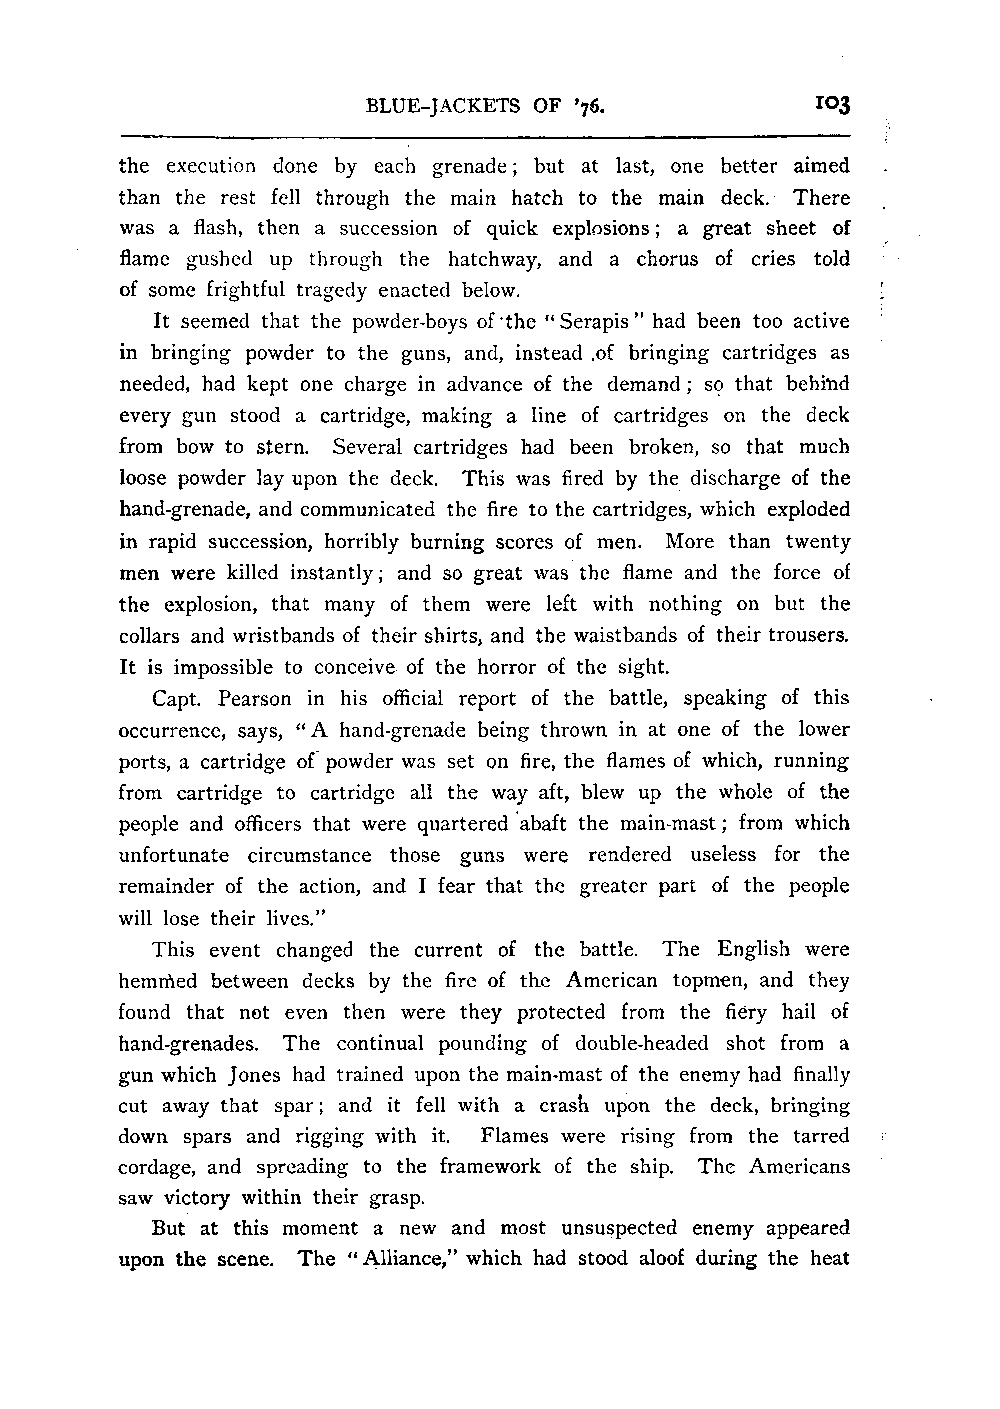 BLUE-JACKETS OF '76. 103
the execution done by each grenade; but at last, one better aimed
than the rest fell through the main hatch to the main deck. There
was a flash, then a succession of quick explosions; a great sheet of
flame gushed up through the hatchway, and a chorus of cries told
of some frightful tragedy enacted below.
It seemed that the powder-boys of the "Serapis" had been too active
in bringing powder to the guns, and, instead of bringing cartridges as
needed, had kept one charge in advance of the demand; so that behind
every gun stood a cartridge, making a line of cartridges on the deck
from bow to stern. Several cartridges had been broken, so that much
loose powder lay upon the deck. This was fired by the discharge of the
hand-grenade, and communicated the fire to the cartridges, which exploded
in rapid succession, horribly burning scores of men. More than twenty
men were killed instantly; and so great was the flame and the force of
the explosion, that many of them were left with nothing on but the
collars and wristbands of their shirts, and the waistbands of their trousers.
It is impossible to conceive of the horror of the sight.
Capt. Pearson in his official report of the battle, speaking of this
occurrence, says, "A hand-grenade being thrown in at one of the lower
ports, a cartridge of powder was set on fire, the flames of which, running
from cartridge to cartridge all the way aft, blew up the whole of the
people and officers that were quartered abaft the main-mast; from which
unfortunate circumstance those guns were rendered useless for the
remainder of the action, and I fear that the greater part of the people
will lose their lives."
This event changed the current of the battle. The English were
hemmed between decks by the fire of the American topmen, and they
found that not even then were they protected from the fiery hail of
hand-grenades. The continual pounding of double-headed shot from a
gun which Jones had trained upon the main-mast of the enemy had finally
cut away that spar; and it fell with a crash upon the deck, bringing
down spars and rigging with it. Flames were rising from the tarred
cordage, and spreading to the framework of the ship. The Americans
saw victory within their grasp.
But at this moment a new and most unsuspected enemy appeared
upon the scene. The "Alliance," which had stood aloof during the heat